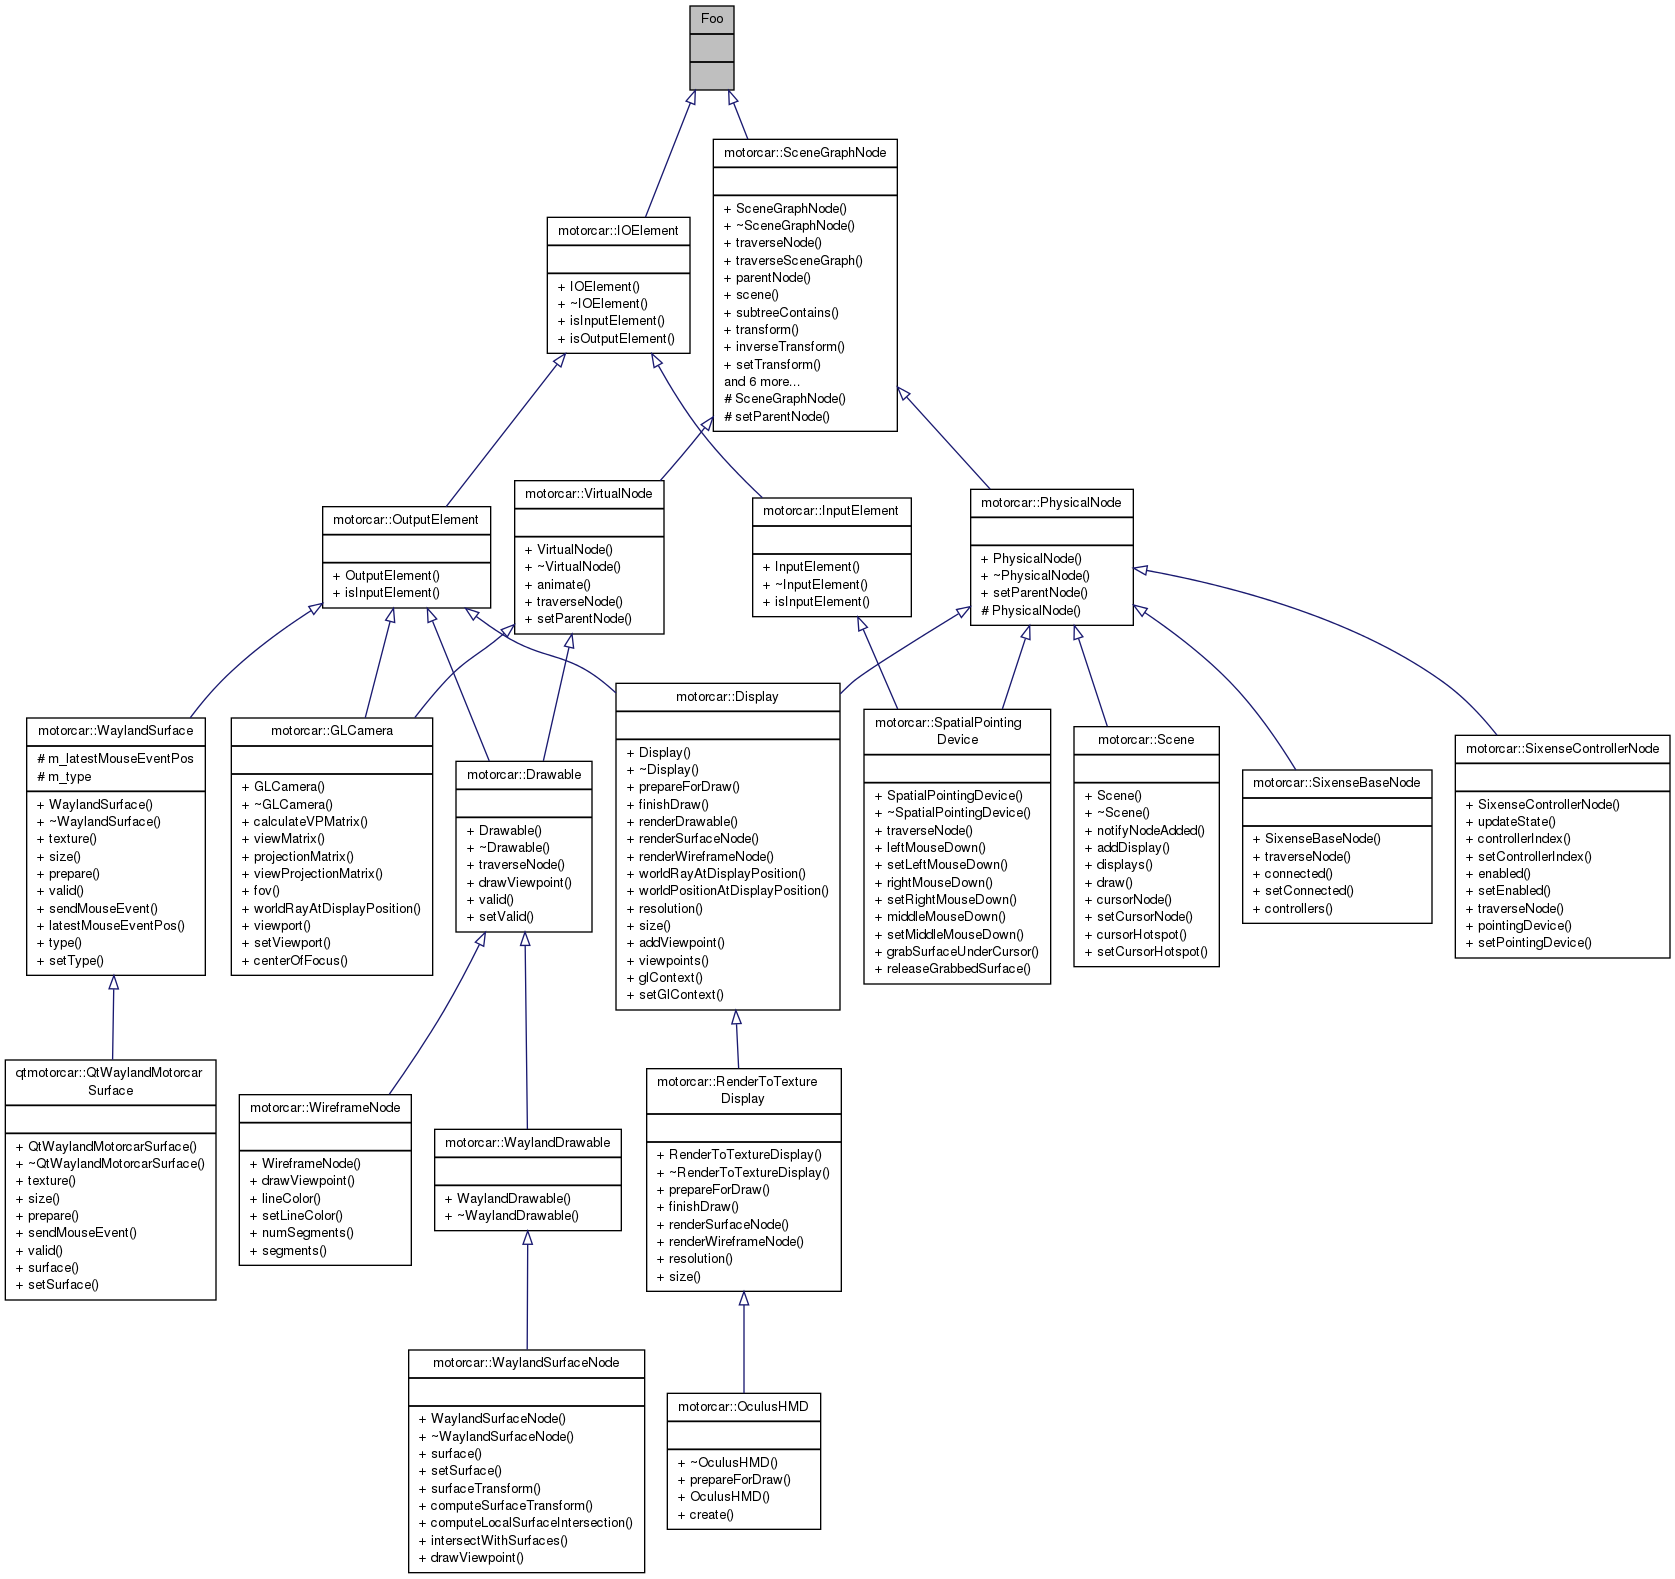 Foo
motorcar::SceneGraphNode
+ SceneGraphNode()
+ ~SceneGraphNode()
+ traverseNode()
+ traverseSceneGraph()
+ parentNode()
+ scene()
+ subtreeContains()
+ transform()
+ inverseTransform()
+ setTransform()
and 6 more...
# SceneGraphNode()
# setParentNode()
motorcar::IOElement
+ IOElement()
+ ~IOElement()
+ isInputElement()
+ isOutputElement()
motorcar::OutputElement
+ OutputElement()
+ isInputElement()
motorcar::VirtualNode
+ VirtualNode()
+ ~VirtualNode()
+ animate()
+ traverseNode()
+ setParentNode()
motorcar::InputElement
+ InputElement()
+ ~InputElement()
+ isInputElement()
motorcar::PhysicalNode
+ PhysicalNode()
+ ~PhysicalNode()
+ setParentNode()
# PhysicalNode()
motorcar::WaylandSurface
# m_latestMouseEventPos
# m_type
+ WaylandSurface()
+ ~WaylandSurface()
+ texture()
+ size()
+ prepare()
+ valid()
+ sendMouseEvent()
+ latestMouseEventPos()
+ type()
+ setType()
motorcar::GLCamera
+ GLCamera()
+ ~GLCamera()
+ calculateVPMatrix()
+ viewMatrix()
+ projectionMatrix()
+ viewProjectionMatrix()
+ fov()
+ worldRayAtDisplayPosition()
+ viewport()
+ setViewport()
+ centerOfFocus()
motorcar::Drawable
+ Drawable()
+ ~Drawable()
+ traverseNode()
+ drawViewpoint()
+ valid()
+ setValid()
motorcar::Display
+ Display()
+ ~Display()
+ prepareForDraw()
+ finishDraw()
+ renderDrawable()
+ renderSurfaceNode()
+ renderWireframeNode()
+ worldRayAtDisplayPosition()
+ worldPositionAtDisplayPosition()
+ resolution()
+ size()
+ addViewpoint()
+ viewpoints()
+ glContext()
+ setGlContext()
motorcar::SpatialPointing
Device
+ SpatialPointingDevice()
+ ~SpatialPointingDevice()
+ traverseNode()
+ leftMouseDown()
+ setLeftMouseDown()
+ rightMouseDown()
+ setRightMouseDown()
+ middleMouseDown()
+ setMiddleMouseDown()
+ grabSurfaceUnderCursor()
+ releaseGrabbedSurface()
motorcar::Scene
+ Scene()
+ ~Scene()
+ notifyNodeAdded()
+ addDisplay()
+ displays()
+ draw()
+ cursorNode()
+ setCursorNode()
+ cursorHotspot()
+ setCursorHotspot()
motorcar::SixenseBaseNode
+ SixenseBaseNode()
+ traverseNode()
+ connected()
+ setConnected()
+ controllers()
motorcar::SixenseControllerNode
+ SixenseControllerNode()
+ updateState()
+ controllerIndex()
+ setControllerIndex()
+ enabled()
+ setEnabled()
+ traverseNode()
+ pointingDevice()
+ setPointingDevice()
qtmotorcar::QtWaylandMotorcar
Surface
+ QtWaylandMotorcarSurface()
+ ~QtWaylandMotorcarSurface()
+ texture()
+ size()
+ prepare()
+ sendMouseEvent()
+ valid()
+ surface()
+ setSurface()
motorcar::WireframeNode
+ WireframeNode()
+ drawViewpoint()
+ lineColor()
+ setLineColor()
+ numSegments()
+ segments()
motorcar::WaylandDrawable
+ WaylandDrawable()
+ ~WaylandDrawable()
motorcar::RenderToTexture
Display
+ RenderToTextureDisplay()
+ ~RenderToTextureDisplay()
+ prepareForDraw()
+ finishDraw()
+ renderSurfaceNode()
+ renderWireframeNode()
+ resolution()
+ size()
motorcar::WaylandSurfaceNode
+ WaylandSurfaceNode()
+ ~WaylandSurfaceNode()
+ surface()
+ setSurface()
+ surfaceTransform()
+ computeSurfaceTransform()
+ computeLocalSurfaceIntersection()
+ intersectWithSurfaces()
+ drawViewpoint()
motorcar::OculusHMD
+ ~OculusHMD()
+ prepareForDraw()
+ OculusHMD()
+ create()